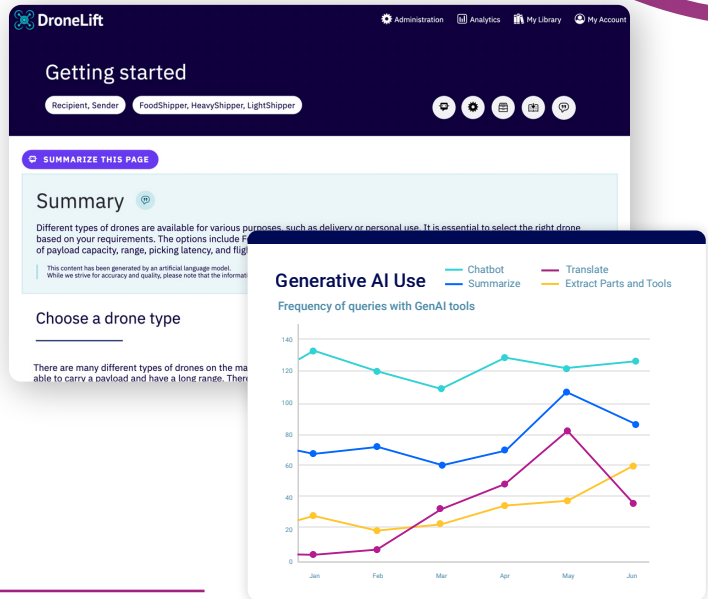 DroneLift
Administration
Analytics
My Library
My Account
Getting started
Recipient, Sender
FoodShipper, HeavyShipper, LightShipper
SUMMARIZE THIS PAGE
Summary
Different types of drones are available for various purposes, such as delivery or personal use. It is essential to select the right drone
based on your requirements. The options include F
of payload capacity, range, picking latency, and flig
This content has been generated by an artificial language model.
While we strive for accuracy and quality, please note that the informati
Choose a drone type
There are many different types of drones on the ma
able to carry a payload and have a long range. There
Generative AI Use
Chatbot
Summarize
Translate
Extract Parts and Tools
Frequency of queries with GenAI tools
140
120
100
80
60
40
20
0
Jan
Feb
Mar
Apr
May
Jun